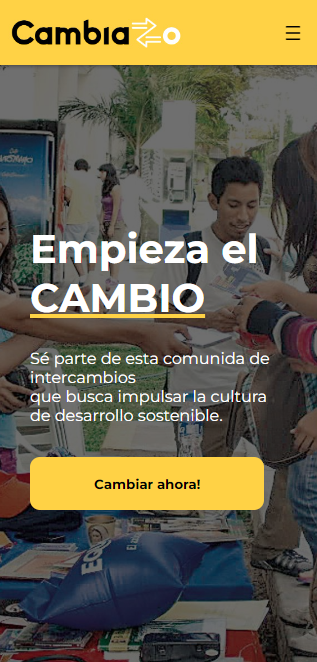 Cambiazo
Empieza el
CAMBIO
Sé parte de esta comunida de
intercambios
que busca impulsar la cultura
de desarrollo sostenible.
Cambiar ahora!